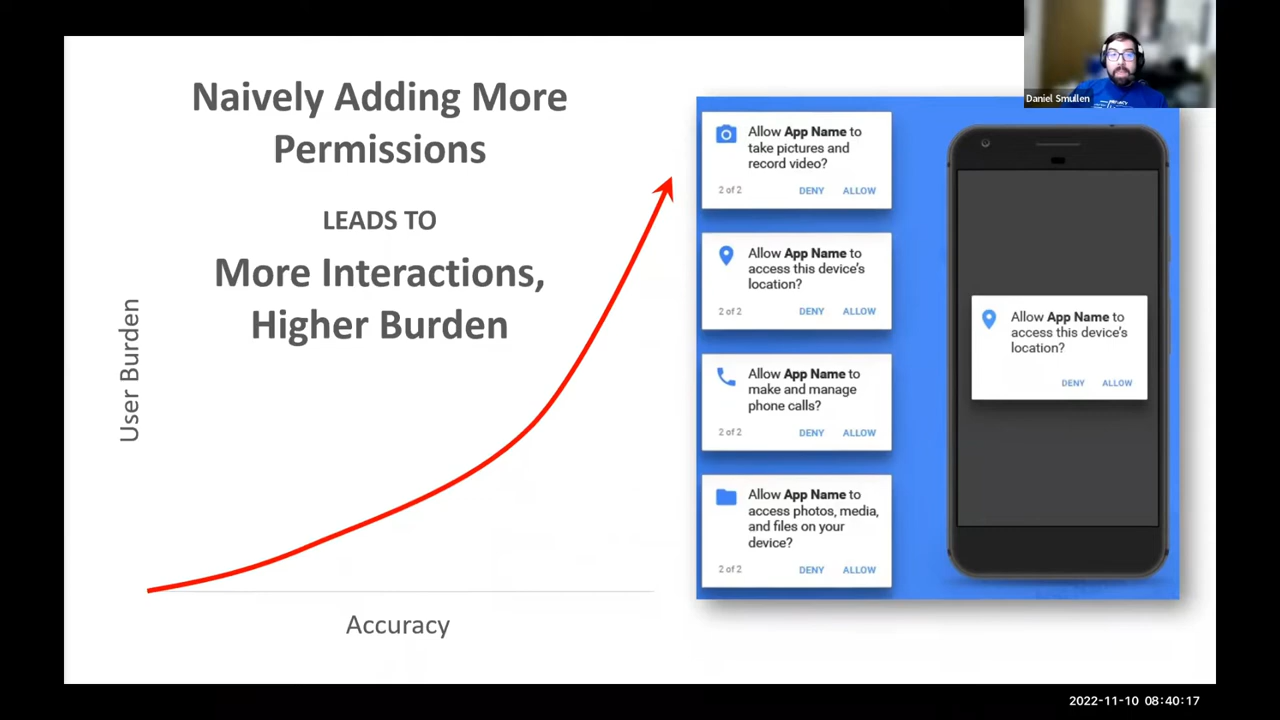 Naively Adding More
Permissions
LEADS TO
More Interactions,
Higher Burden
User Burden
Accuracy
Allow App Name to
take pictures and
record video?
2 of 2 DENY ALLOW
Allow App Name to
access this device's
location?
2 of 2 DENY ALLOW
Allow App Name to
make and manage
phone calls?
2 of 2 DENY ALLOW
Allow App Name to
access photos, media,
and files on your
device?
2 of 2 DENY ALLOW
Allow App Name to
access this device's
location?
DENY ALLOW
Daniel Smullen
2022-11-10 08:40:17